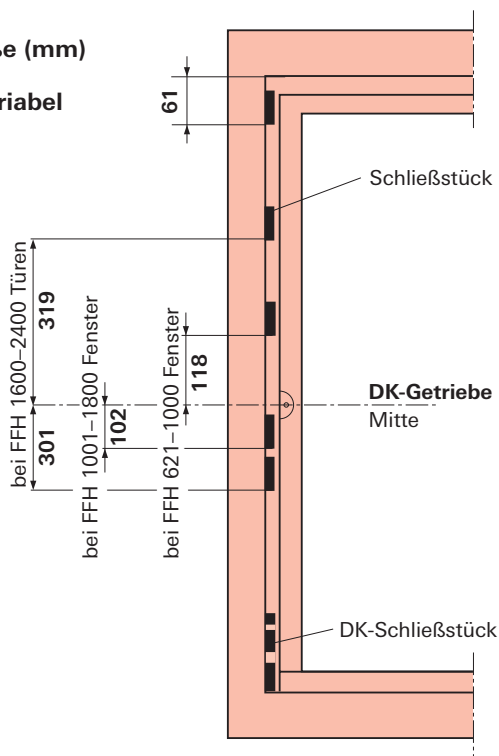 ße (mm)
riabel
61
Schließstück
bei FFH 1600–2400 Türen
319
301
bei FFH 1001–1800 Fenster
102
bei FFH 621–1000 Fenster
118
DK-Getriebe
Mitte
DK-Schließstück